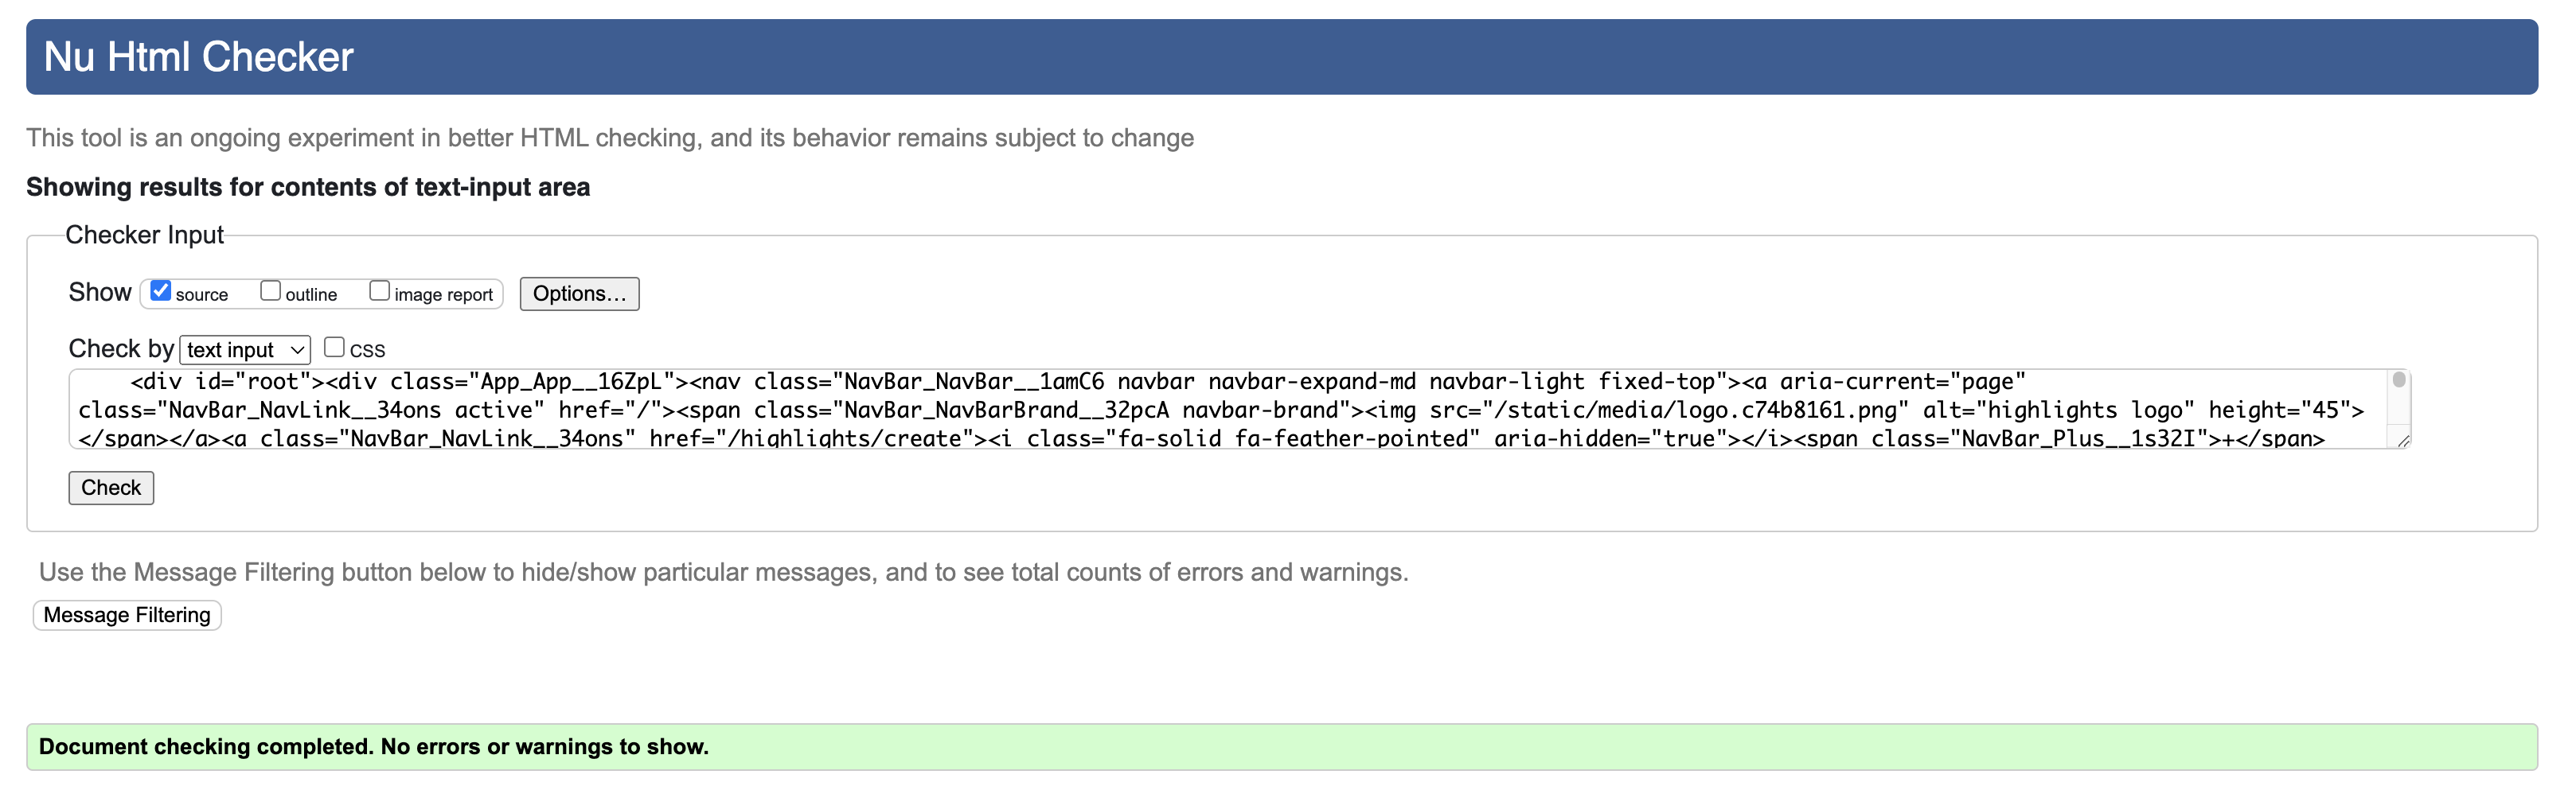 Nu Html Checker
This tool is an ongoing experiment in better HTML checking, and its behavior remains subject to change
Showing results for contents of text-input area
Checker Input
Show source outline image report Options…
Check by text input CSS
<div id="root"><div class="App_App__16ZpL"><nav class="NavBar_NavBar__1amC6 navbar navbar-expand-md navbar-light fixed-top"><a aria-current="page"
class="NavBar_NavLink__34ons active" href="/"><span class="NavBar_NavBarBrand__32pcA navbar-brand"><img src="/static/media/logo.c74b8161.png" alt="highlights logo" height="45">
</span></a><a class="NavBar_NavLink__34ons" href="/highlights/create"><i class="fa-solid fa-feather-pointed" aria-hidden="true"></i><span class="NavBar_Plus__1s32I">+</span>
Check
Use the Message Filtering button below to hide/show particular messages, and to see total counts of errors and warnings.
Message Filtering
Document checking completed. No errors or warnings to show.